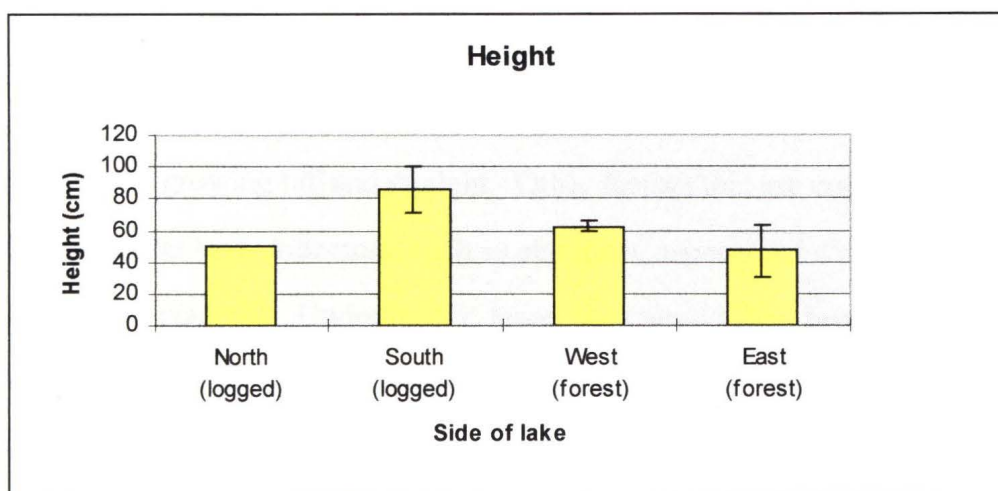 Height
120
100
80
60
40
20
0
Height (cm)
North
(logged)
South
(logged)
West
(forest)
East
(forest)
Side of lake